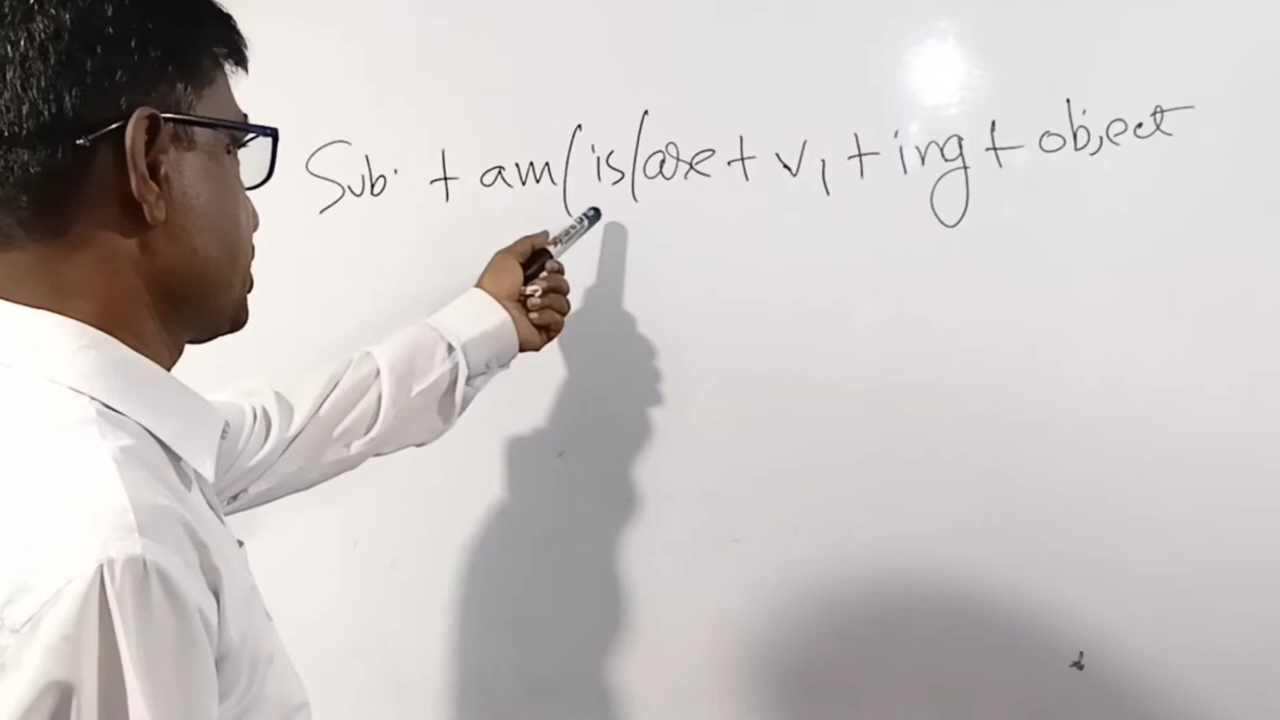 Sub. + am/is/are + v1 + ing + object